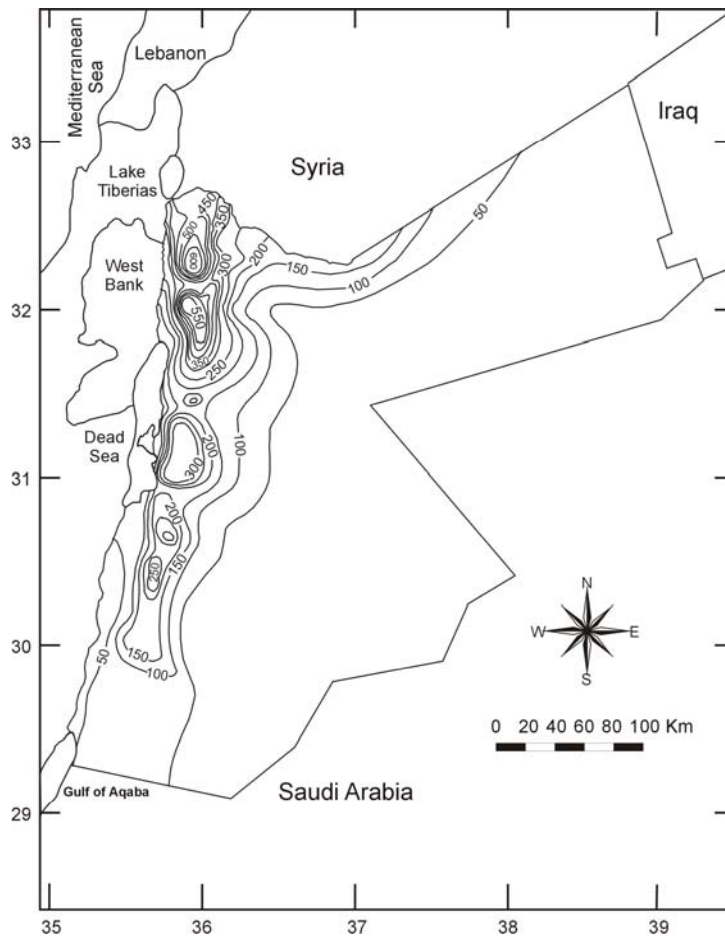 Mediterranean
Sea
Lebanon
Iraq
33
Lake
Tiberias
Syria
450
350
500
50
200
600
300
150
West
Bank
100
32
550
350
250
Dead
Sea
200
100
300
31
200
150
250
N
W
E
S
30
50
150
100
0 20 40 60 80 100 Km
Gulf of Aqaba
Saudi Arabia
29
35
36
37
38
39